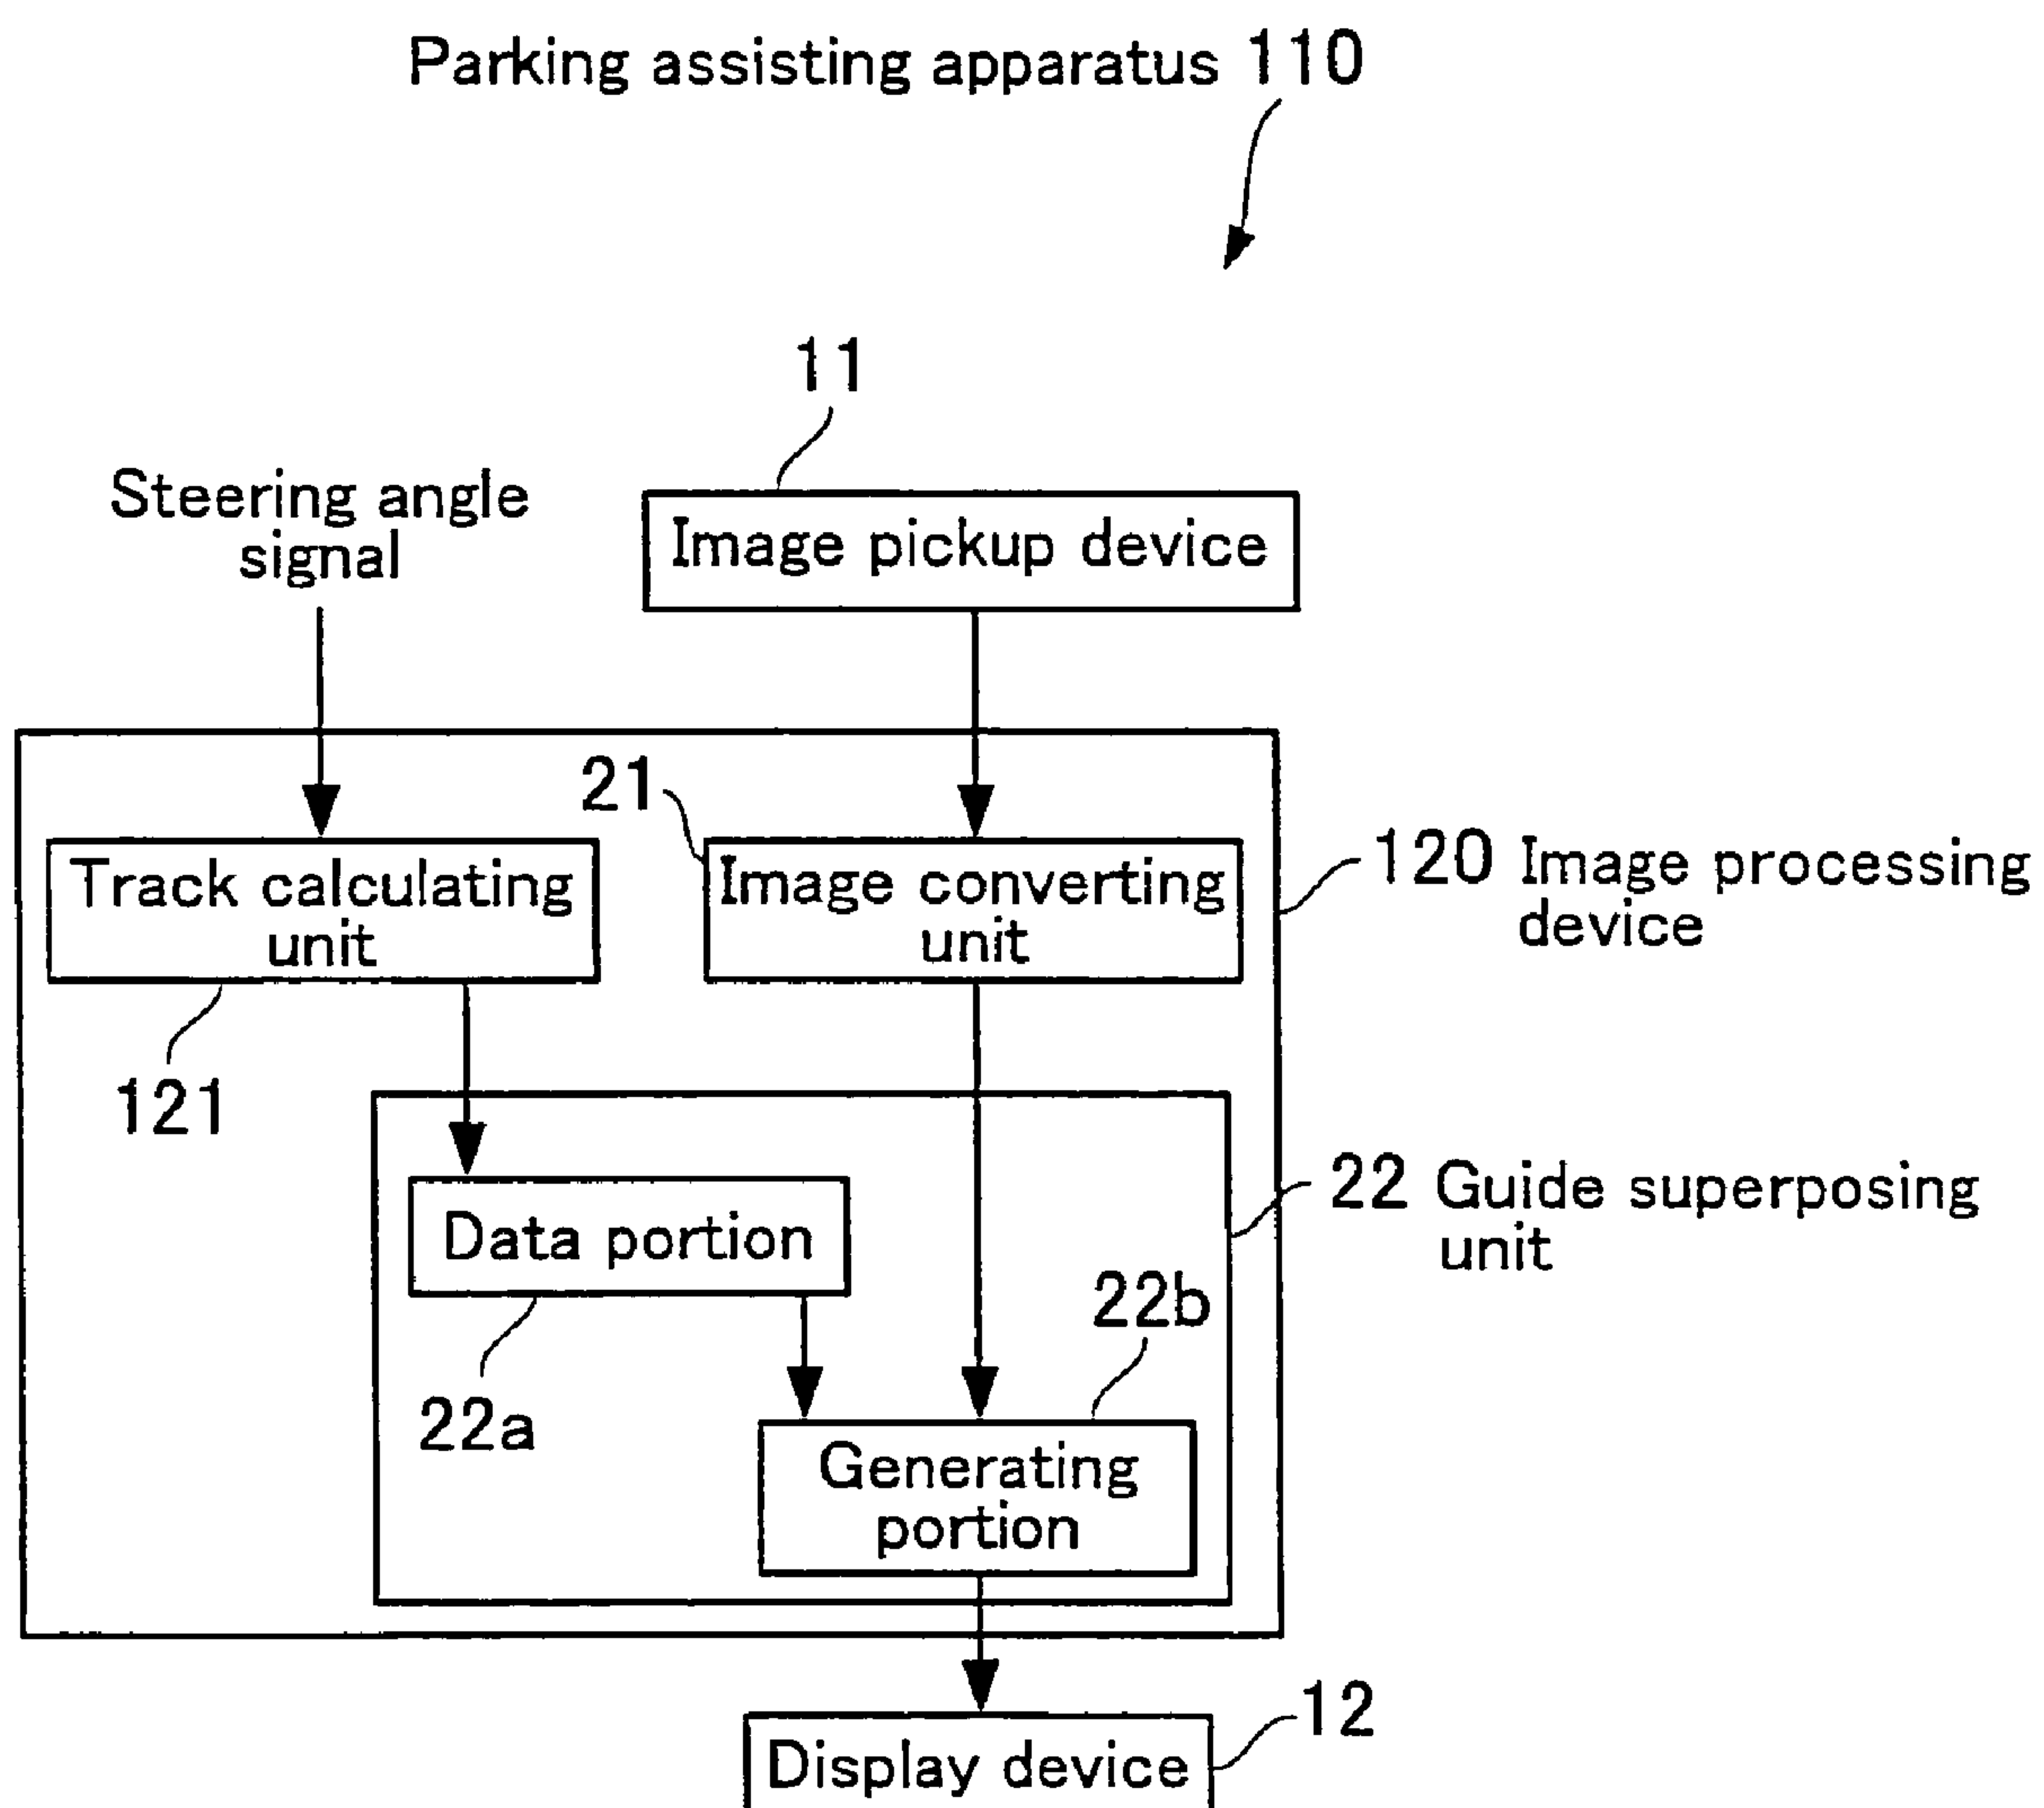 Parking assisting apparatus 110
11
Steering angle
signal
Image pickup device
21
Track calculating
unit
Image converting
unit
120 Image processing
device
121
Data portion
22 Guide superposing
unit
22a
22b
Generating
portion
12
Display device